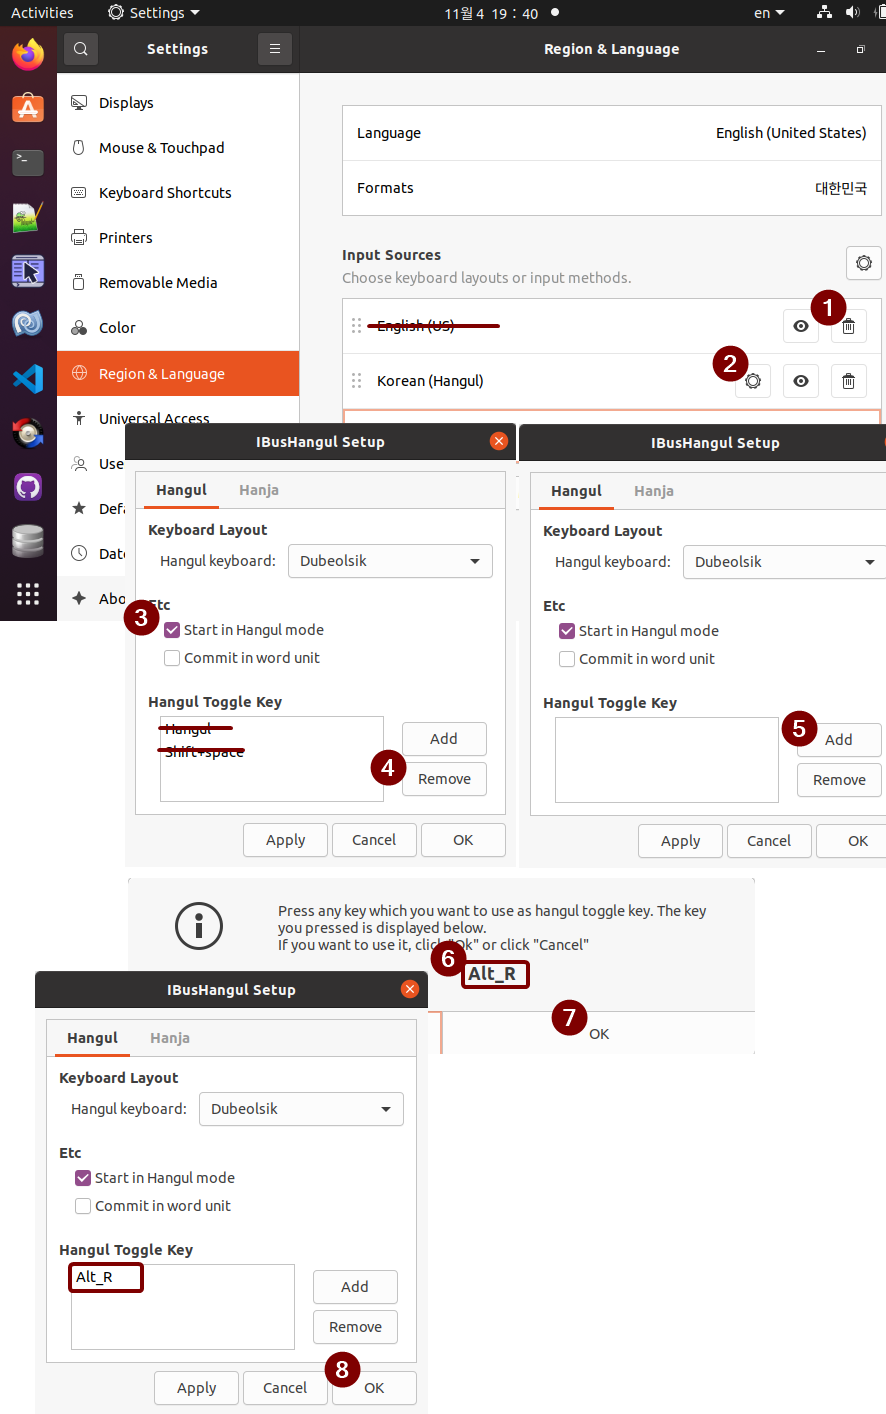 Activities Settings 11월 4 19 : 40 en
Settings Region & Language
Displays
Mouse & Touchpad
Keyboard Shortcuts
Printers
Removable Media
Color
Region & Language
Universal Access
Use
Defa
Date
Abo
Language English (United States)
Formats 대한민국
Input Sources
Choose keyboard layouts or input methods.
1
English (US)
2
Korean (Hangul)
IBusHangul Setup
Hangul Hanja
Keyboard Layout
Hangul keyboard: Dubeolsik
Etc
3
Start in Hangul mode
Commit in word unit
Hangul Toggle Key
Hangul
Shift+space
Add
4
Remove
Apply Cancel OK
IBusHangul Setup
Hangul Hanja
Keyboard Layout
Hangul keyboard: Dubeolsik
Etc
Start in Hangul mode
Commit in word unit
Hangul Toggle Key
5
Add
Remove
Apply Cancel OK
Press any key which you want to use as hangul toggle key. The key
you pressed is displayed below.
If you want to use it, click "Ok" or click "Cancel"
6
Alt_R
7
OK
IBusHangul Setup
Hangul Hanja
Keyboard Layout
Hangul keyboard: Dubeolsik
Etc
Start in Hangul mode
Commit in word unit
Hangul Toggle Key
Alt_R
Add
Remove
8
Apply Cancel OK